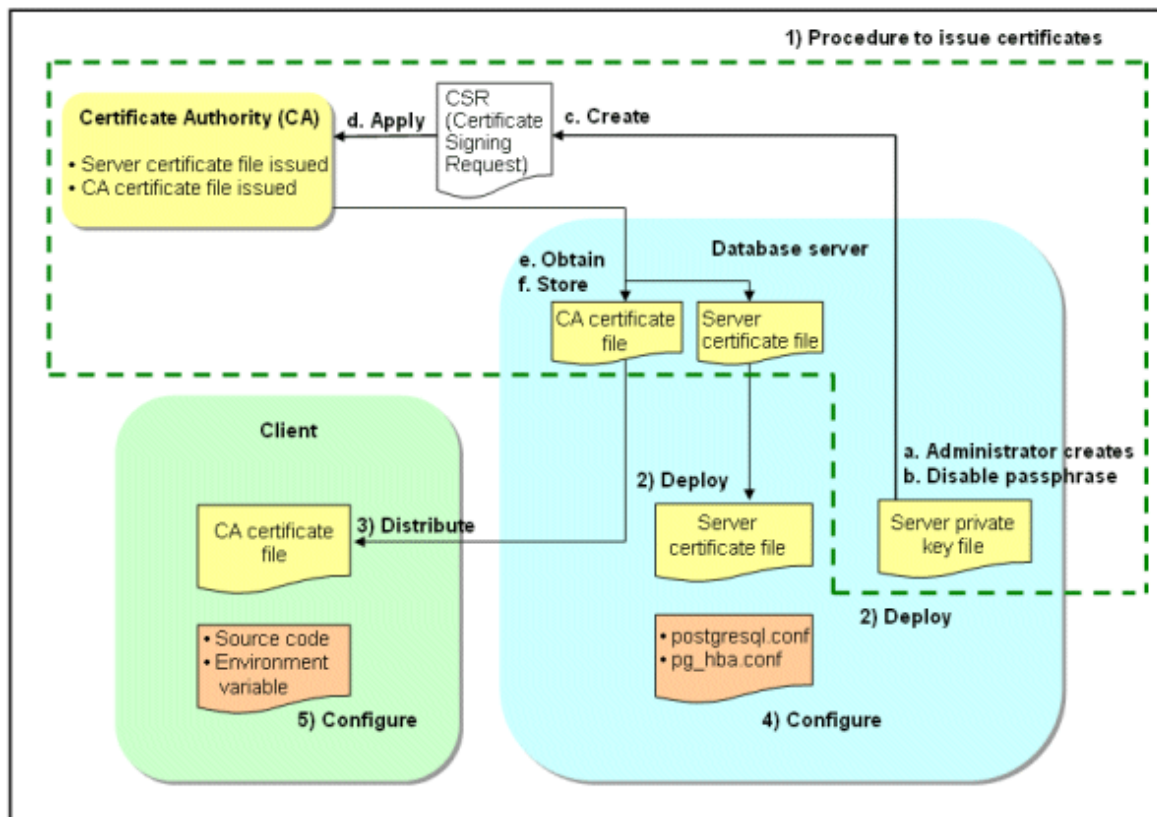 1) Procedure to issue certificates
Certificate Authority (CA)
• Server certificate file issued
• CA certificate file issued
d. Apply
CSR
(Certificate
Signing
Request)
c. Create
Database server
e. Obtain
f. Store
CA certificate
file
Server
certificate file
Client
a. Administrator creates
b. Disable passphrase
2) Deploy
CA certificate
file
3) Distribute
Server
certificate file
Server private
key file
2) Deploy
• Source code
• Environment
variable
5) Configure
• postgresql.conf
• pg_hba.conf
4) Configure